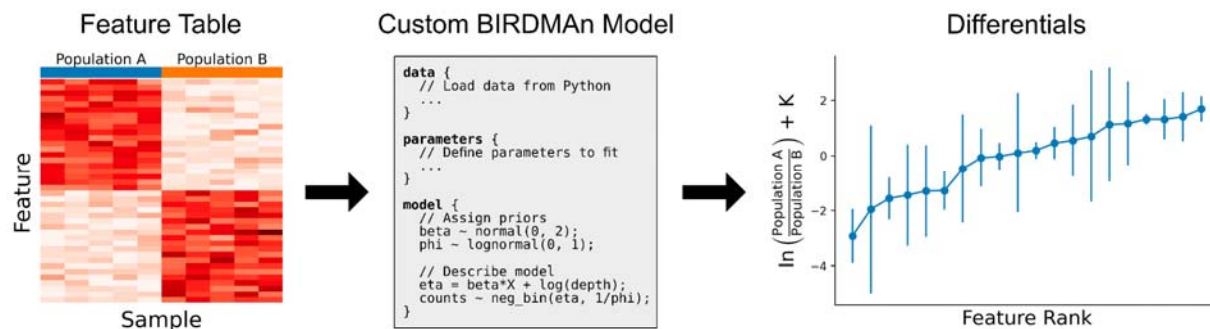 Feature Table
Population A Population B
Feature
Sample
Custom BIRDMAn Model
data {
// Load data from Python
...
}
parameters {
// Define parameters to fit
...
}
model {
// Assign priors
beta ~ normal(0, 2);
phi ~ lognormal(0, 1);
// Describe model
eta = beta*X + log(depth);
counts ~ neg_bin(eta, 1/phi);
}
Differentials
ln (Population A / Population B) + K
2
0
−2
−4
Feature Rank